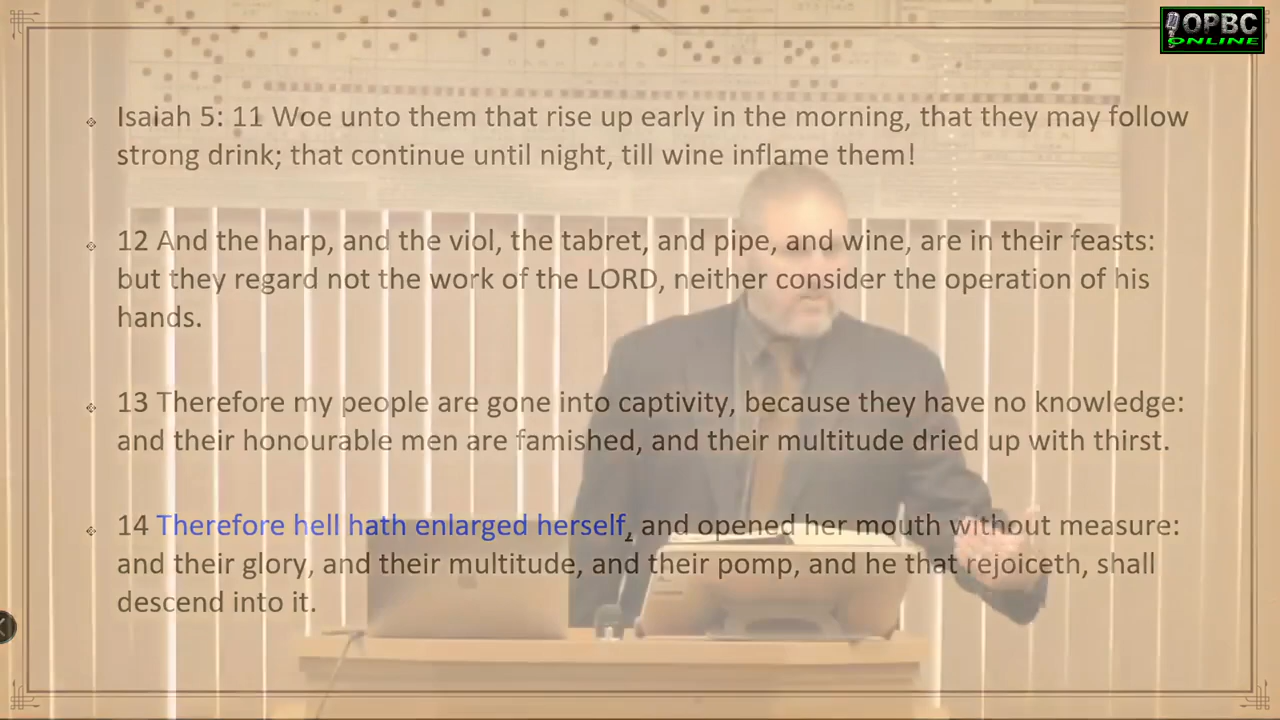 OPBC
ONLINE
Isaiah 5: 11 Woe unto them that rise up early in the morning, that they may follow
strong drink; that continue until night, till wine inflame them!
12 And the harp, and the viol, the tabret, and pipe, and wine, are in their feasts:
but they regard not the work of the LORD, neither consider the operation of his
hands.
13 Therefore my people are gone into captivity, because they have no knowledge:
and their honourable men are famished, and their multitude dried up with thirst.
14 Therefore hell hath enlarged herself, and opened her mouth without measure:
and their glory, and their multitude, and their pomp, and he that rejoiceth, shall
descend into it.